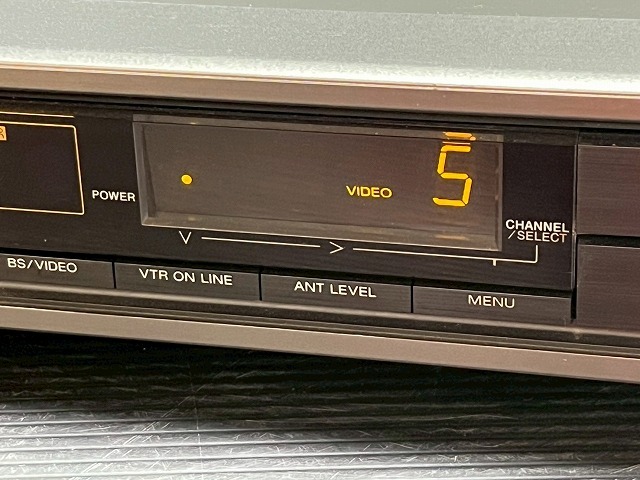 POWER
VIDEO
5
CHANNEL
/SELECT
BS/VIDEO
VTR ON LINE
ANT LEVEL
MENU